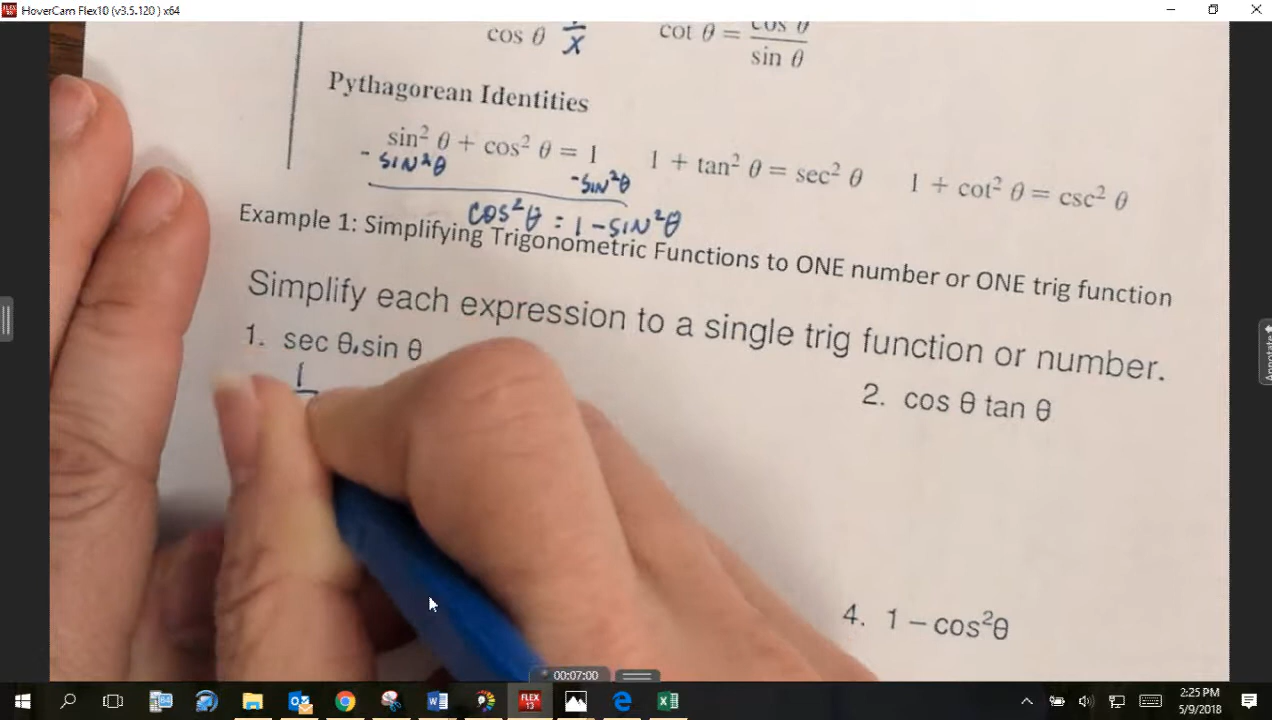 HoverCam Flex10 (v3.5.120 ) x64
cos θ x cot θ = cos θ
sin θ
Pythagorean Identities
sin² θ + cos² θ = 1 1 + tan² θ = sec² θ 1 + cot² θ = csc² θ
- SIN²θ -SIN²θ
cos²θ = 1 - SIN²θ
Example 1: Simplifying Trigonometric Functions to ONE number or ONE trig function
Simplify each expression to a single trig function or number.
1. sec θ·sin θ
1
2. cos θ tan θ
4. 1 – cos²θ
Annotate
00:07:00
FLEX
2:25 PM
5/9/2018